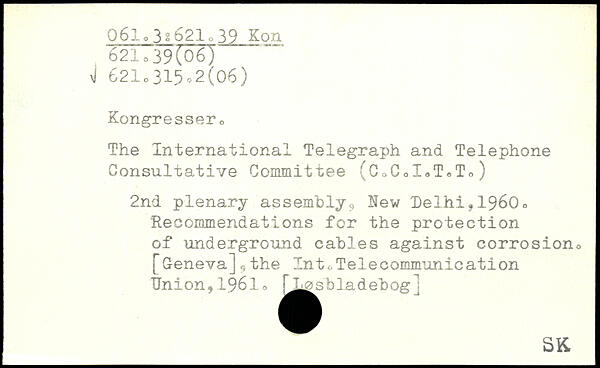 061.3:621.39 Kon
621.39(06)
√ 621.315.2(06)
Kongresser.
The International Telegraph and Telephone
Consultative Committee (C.C.I.T.T.)
2nd plenary assembly, New Delhi,1960.
Recommendations for the protection
of underground cables against corrosion.
[Geneva],the Int.Telecommunication
Union,1961. [Løsbladebog]
SK